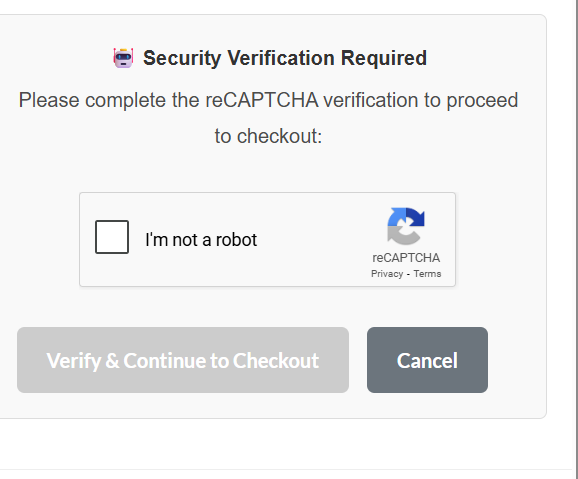 Security Verification Required
Please complete the reCAPTCHA verification to proceed
to checkout:
I'm not a robot
reCAPTCHA
Privacy - Terms
Verify & Continue to Checkout
Cancel